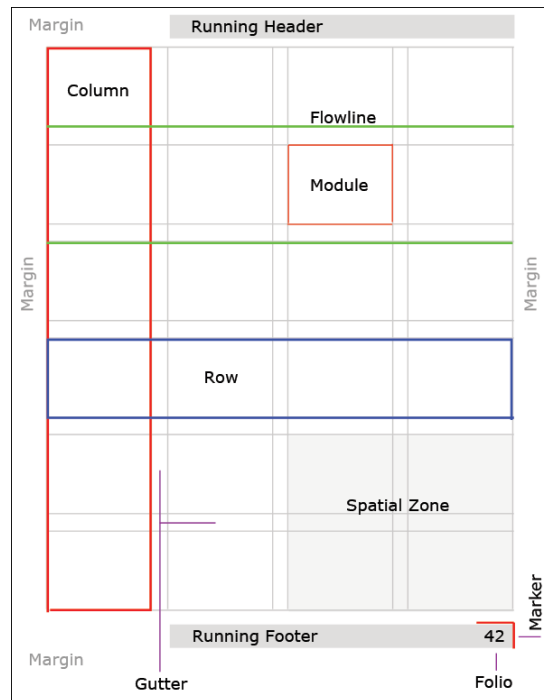 Margin
Running Header
Column
Flowline
Module
Margin
Margin
Row
Spatial Zone
Marker
Running Footer
42
Margin
Gutter
Folio